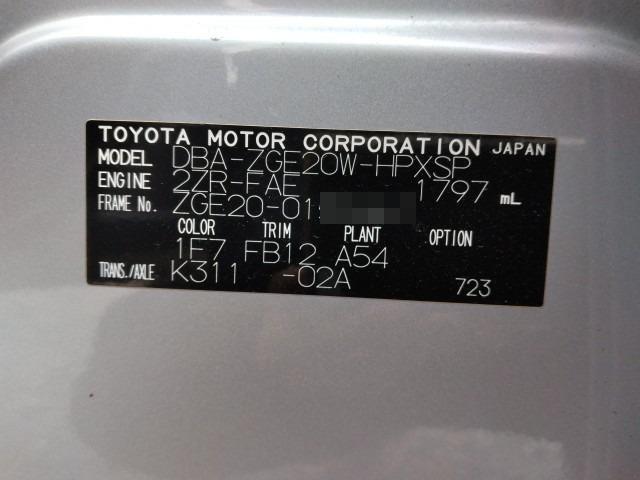 TOYOTA MOTOR CORPORATION JAPAN
MODEL DBA-ZGE20W-HPXSP
ENGINE 2ZR-FAE 1797 mL
FRAME No. ZGE20-01
COLOR TRIM PLANT OPTION
1F7 FB12 A54
TRANS./AXLE K311 -02A 723